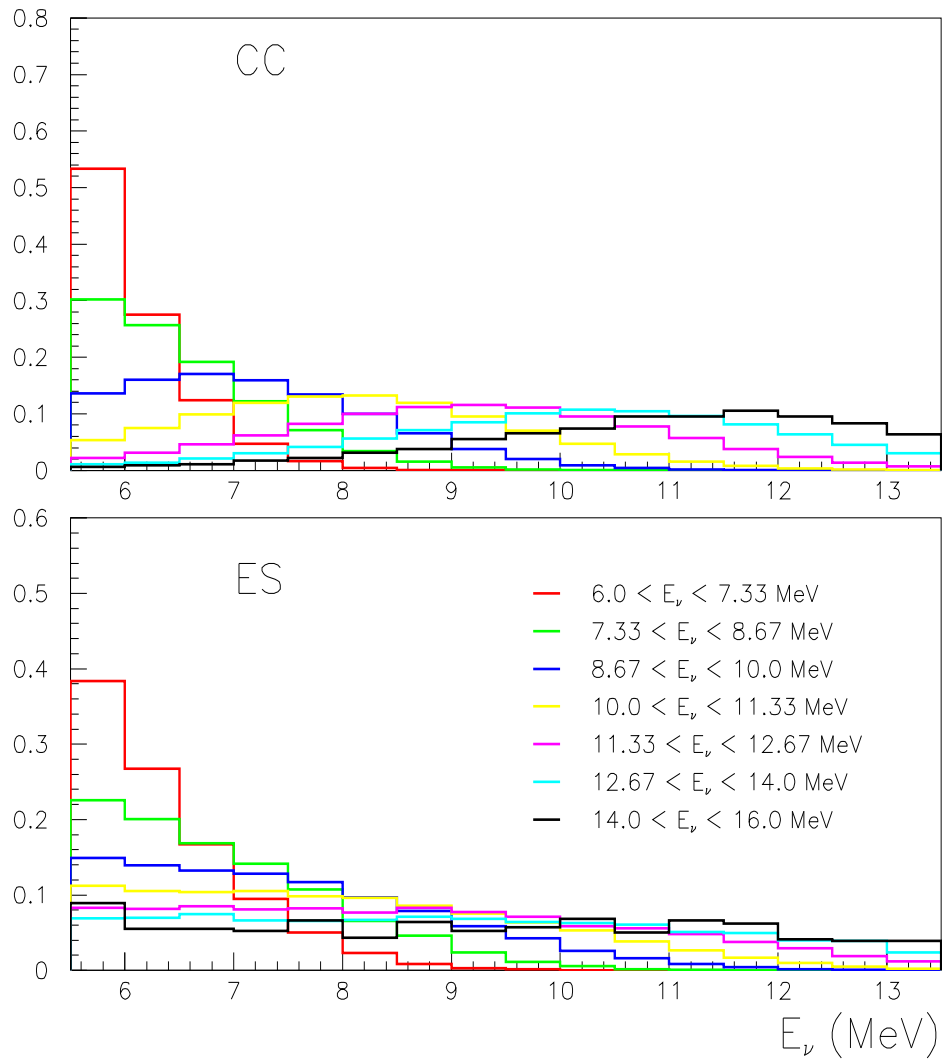 0.8
CC
0.7
0.6
0.5
0.4
0.3
0.2
0.1
0
6 7 8 9 10 11 12 13
0.6
ES
0.5
6.0 < E_ν < 7.33 MeV
7.33 < E_ν < 8.67 MeV
0.4
8.67 < E_ν < 10.0 MeV
10.0 < E_ν < 11.33 MeV
0.3
11.33 < E_ν < 12.67 MeV
12.67 < E_ν < 14.0 MeV
0.2
14.0 < E_ν < 16.0 MeV
0.1
0
6 7 8 9 10 11 12 13
E_ν (MeV)